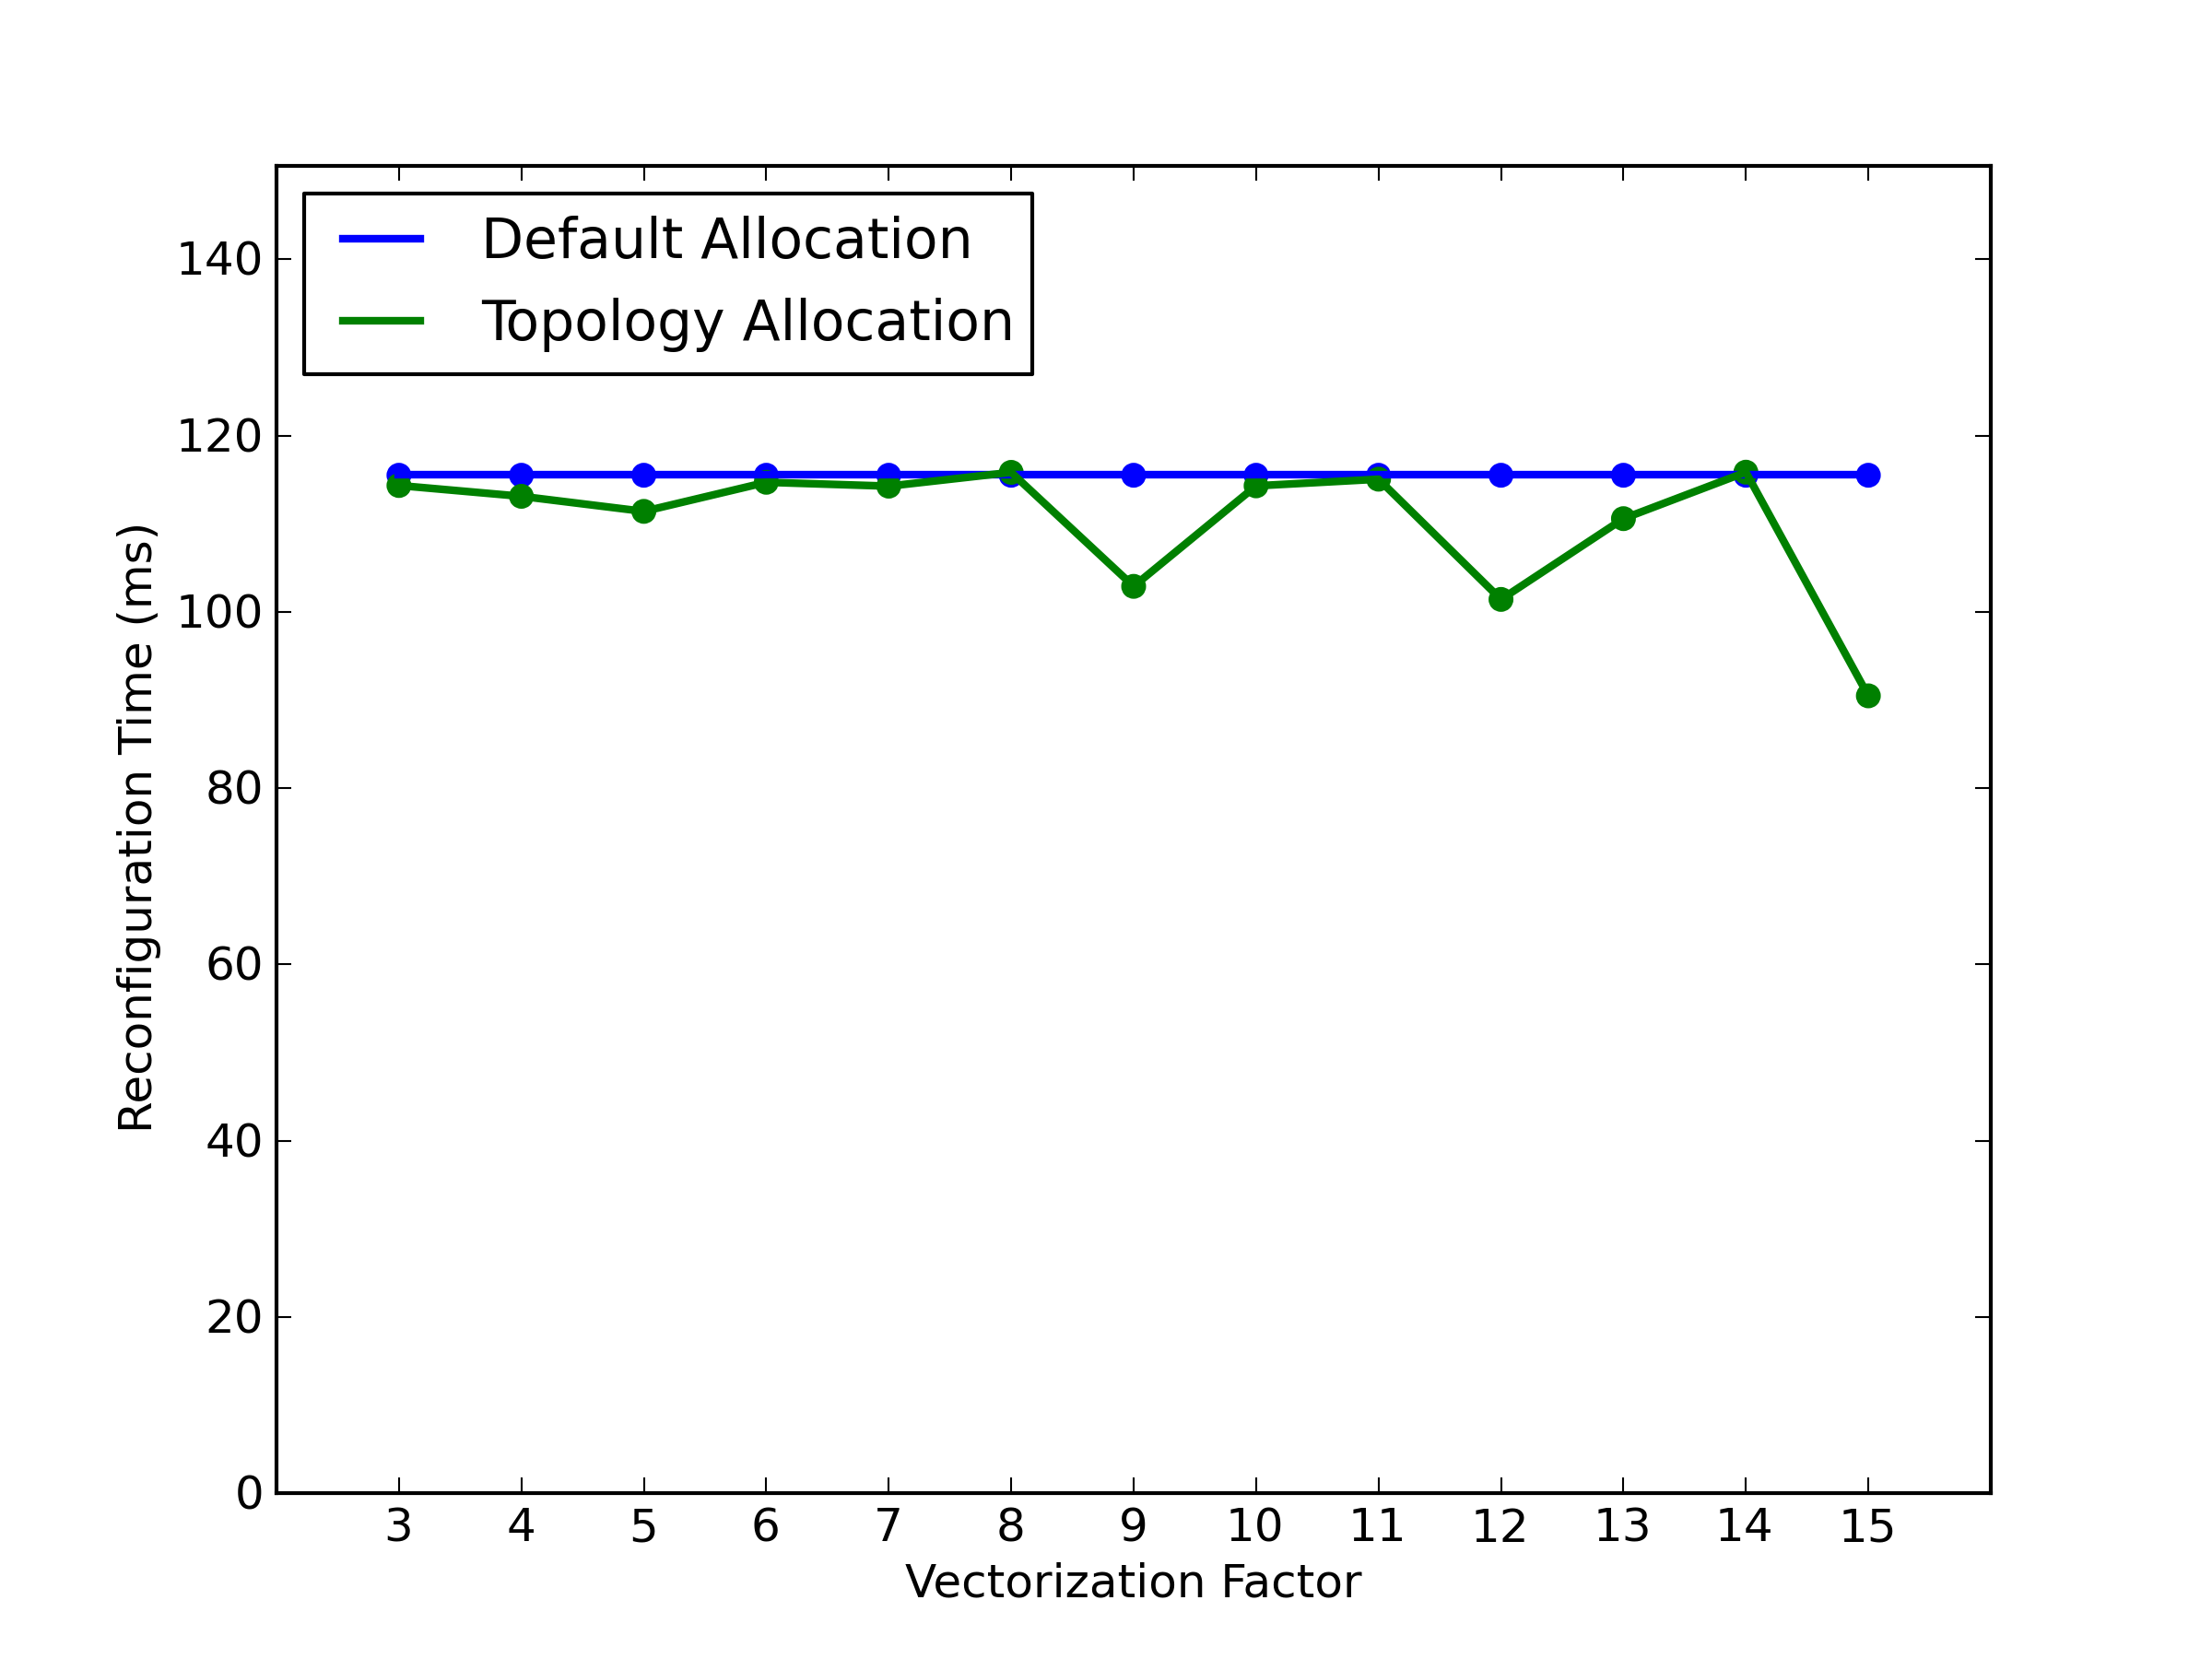 Default Allocation
Topology Allocation
140
120
100
80
60
40
20
0
Reconfiguration Time (ms)
3 4 5 6 7 8 9 10 11 12 13 14 15
Vectorization Factor